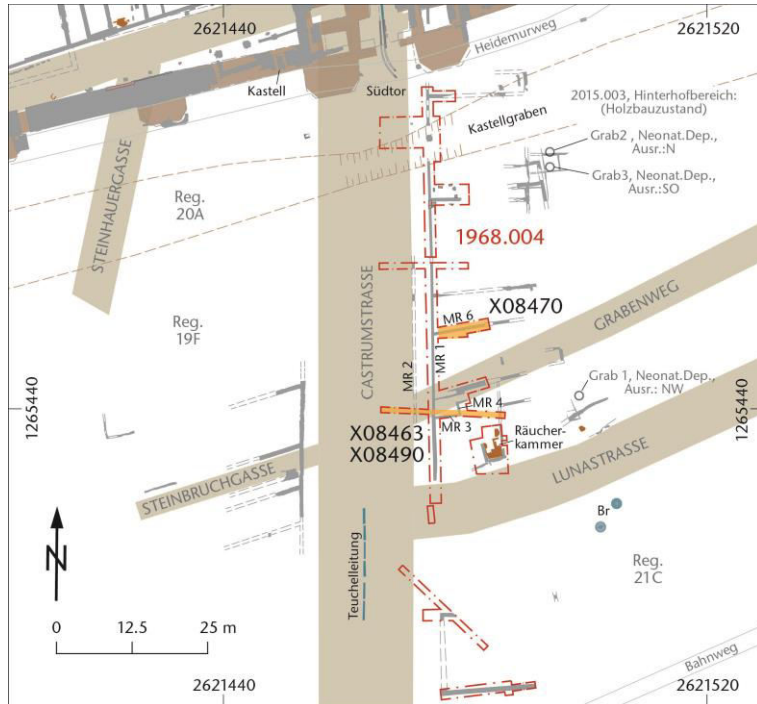 2621440
2621520
Heidemurweg
Kastell
Südtor
2015.003, Hinterhofbereich:
(Holzbauzustand)
Kastellgraben
Grab2 , Neonat.Dep.,
Ausr.:N
Grab3, Neonat.Dep.,
Ausr.:SO
STEINHAUERGASSE
Reg.
20A
1968.004
CASTRUMSTRASSE
X08470
MR 6
GRABENWEG
Reg.
19F
MR 2
MR 1
Grab 1, Neonat.Dep.,
Ausr.: NW
1265440
1265440
MR 4
MR 3
X08463
X08490
Räucher-
kammer
LUNASTRASSE
STEINBRUCHGASSE
Br
N
Teuchelleitung
Reg.
21C
0
12.5
25 m
Bahnweg
2621440
2621520